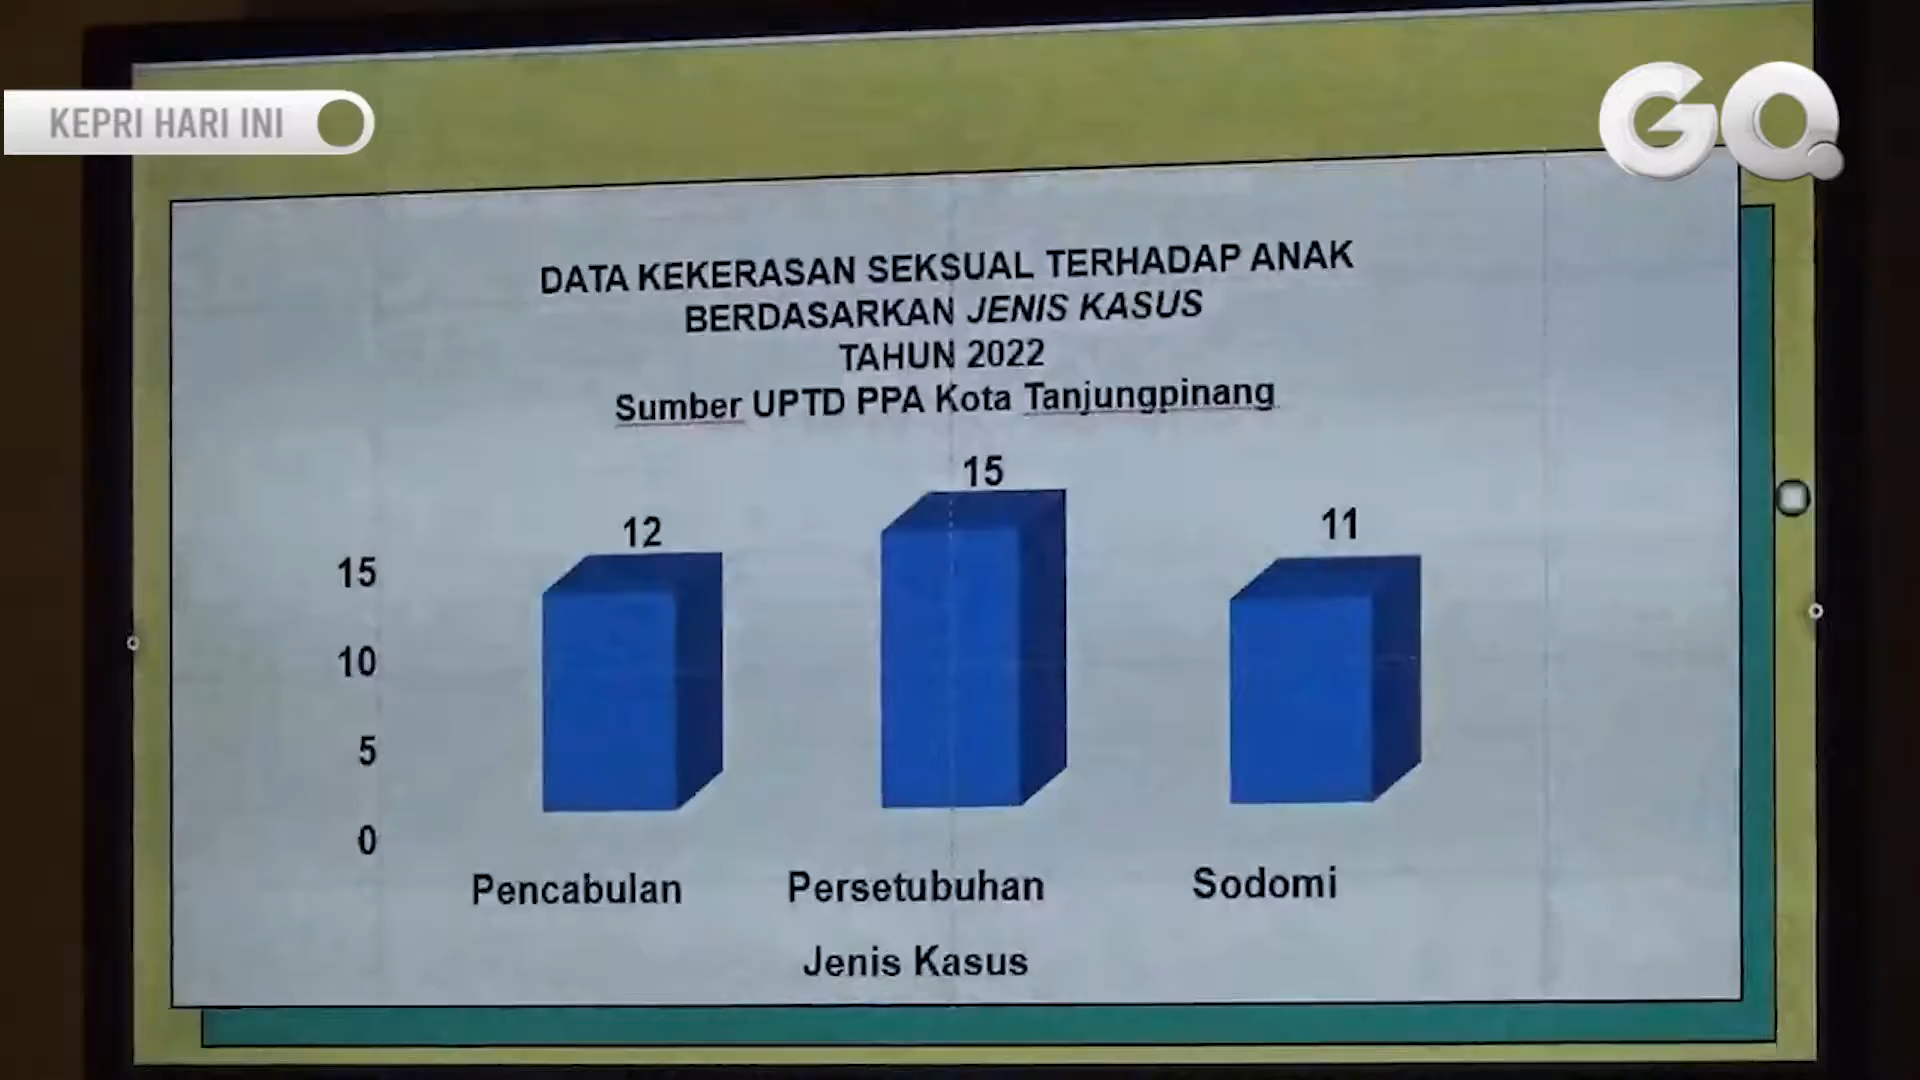 KEPRI HARI INI
GQ
DATA KEKERASAN SEKSUAL TERHADAP ANAK
BERDASARKAN JENIS KASUS
TAHUN 2022
Sumber UPTD PPA Kota Tanjungpinang
12
15
11
15
10
5
0
Pencabulan
Persetubuhan
Sodomi
Jenis Kasus